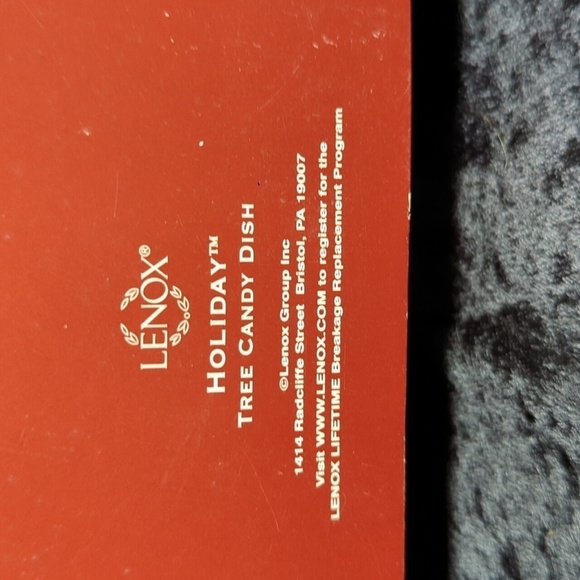 LENOX®
HOLIDAY™
TREE CANDY DISH
©Lenox Group Inc
1414 Radcliffe Street Bristol, PA 19007
Visit WWW.LENOX.COM to register for the
LENOX LIFETIME Breakage Replacement Program